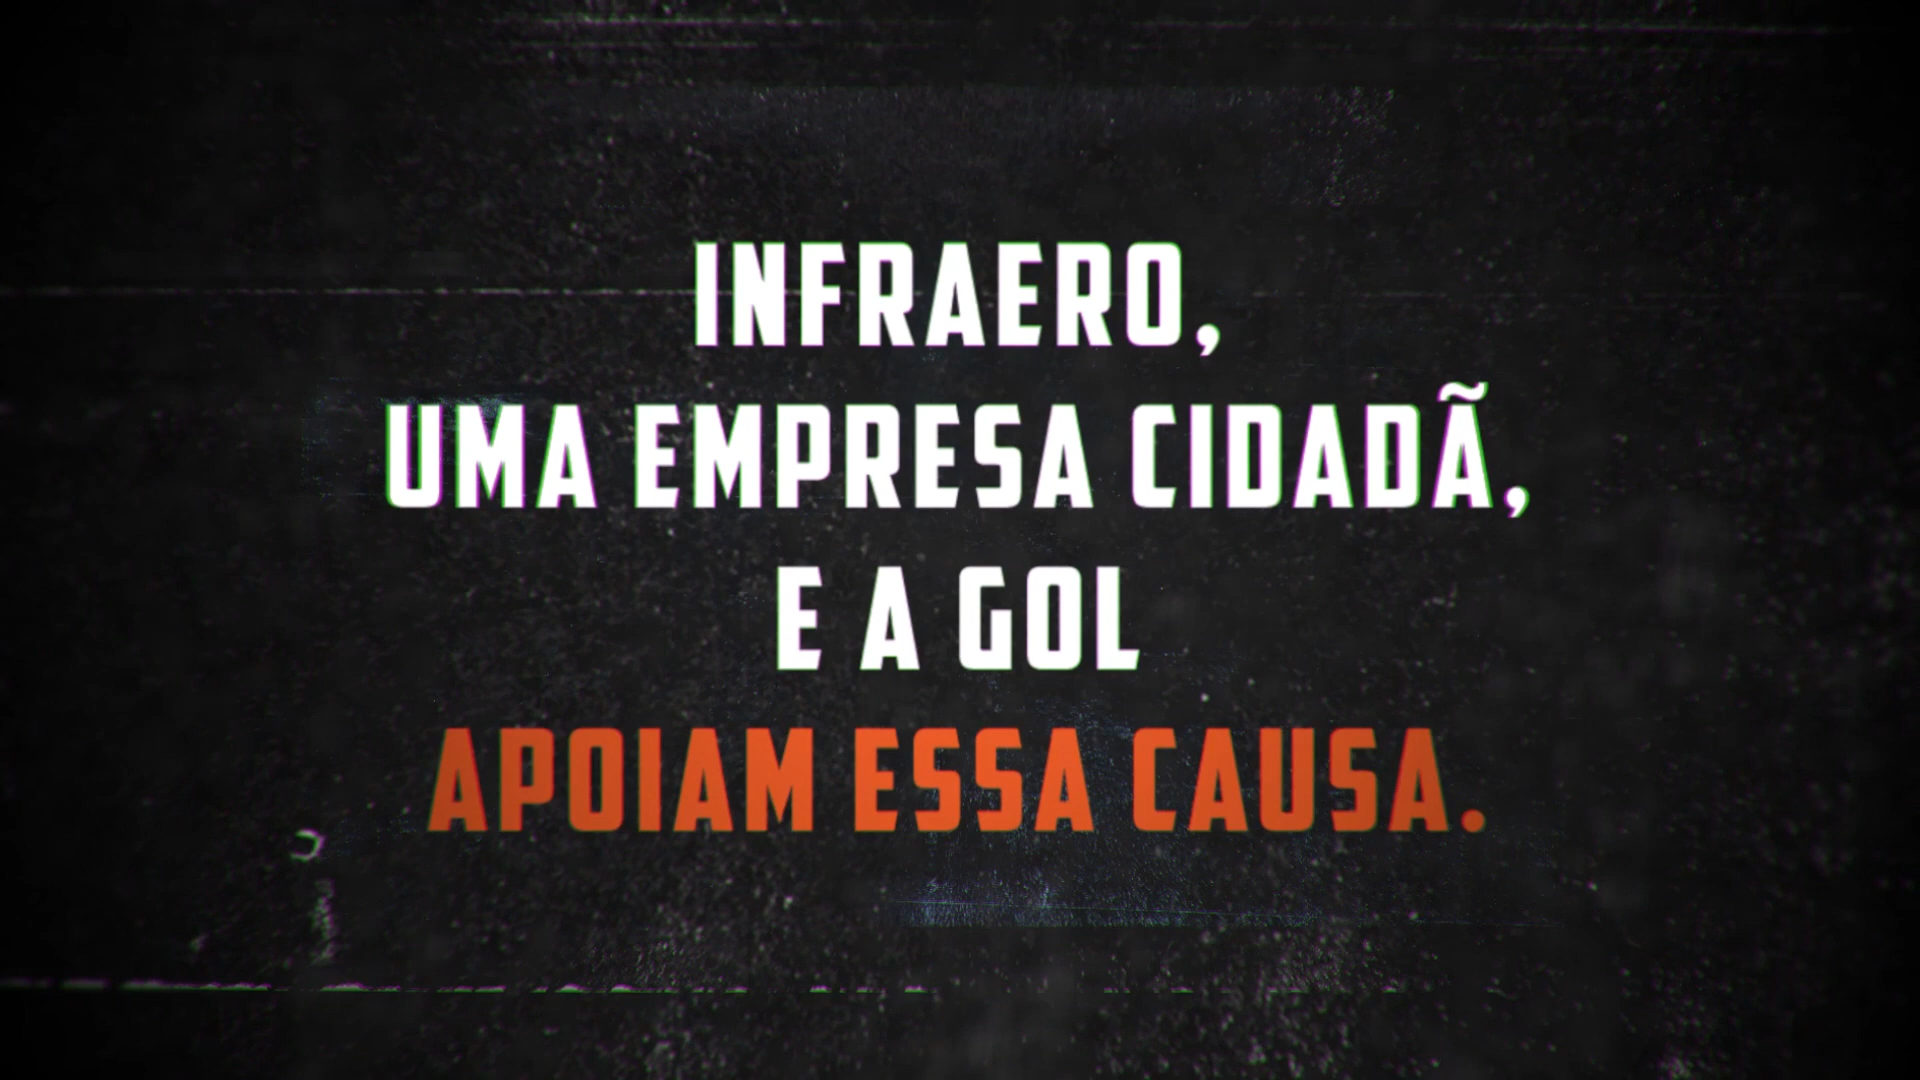 INFRAERO,
UMA EMPRESA CIDADÃ,
E A GOL
APOIAM ESSA CAUSA.